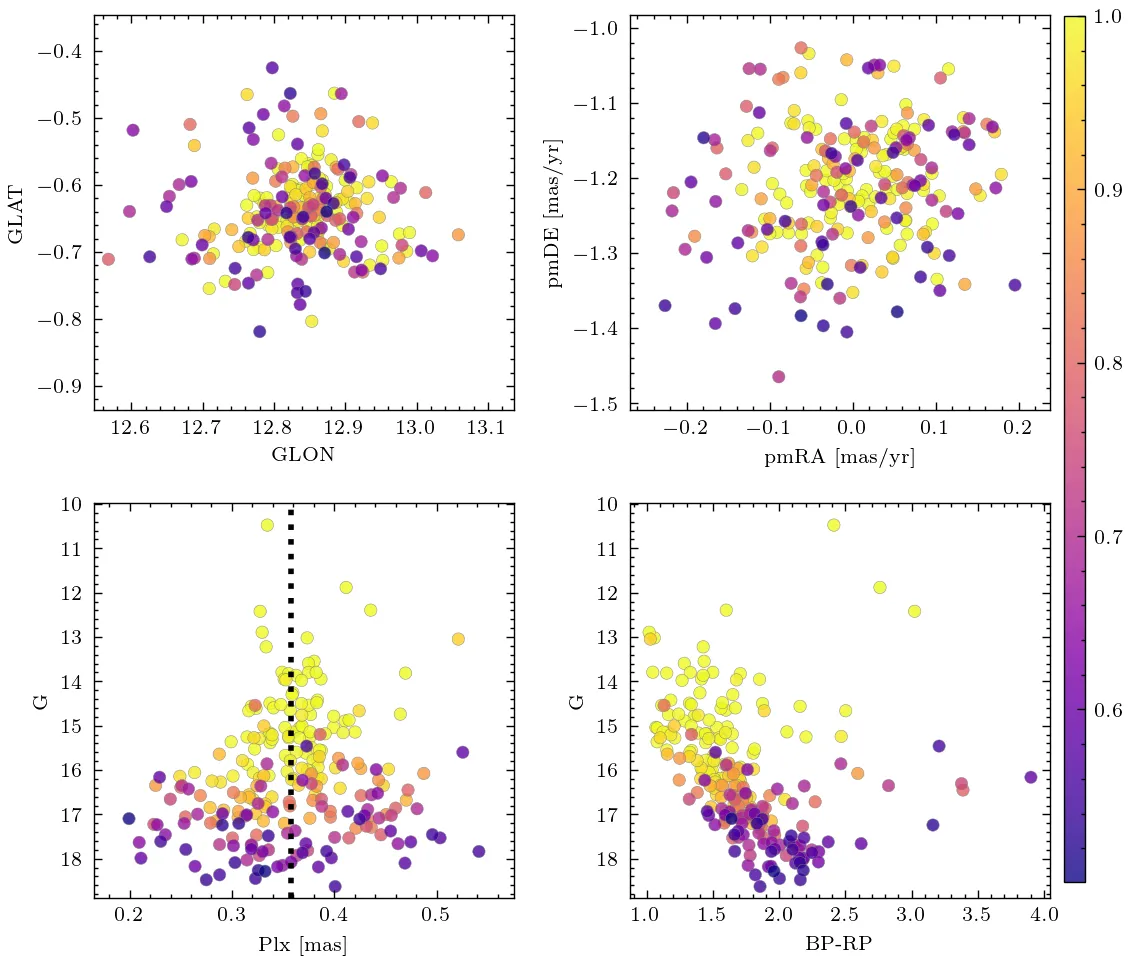 −0.4
−0.5
−0.6
−0.7
−0.8
−0.9
GLAT
12.6 12.7 12.8 12.9 13.0 13.1
GLON
−1.0
−1.1
−1.2
−1.3
−1.4
−1.5
pmDE [mas/yr]
−0.2 −0.1 0.0 0.1 0.2
pmRA [mas/yr]
10
11
12
13
14
15
16
17
18
G
0.2 0.3 0.4 0.5
Plx [mas]
10
11
12
13
14
15
16
17
18
G
1.0 1.5 2.0 2.5 3.0 3.5 4.0
BP-RP
1.0
0.9
0.8
0.7
0.6